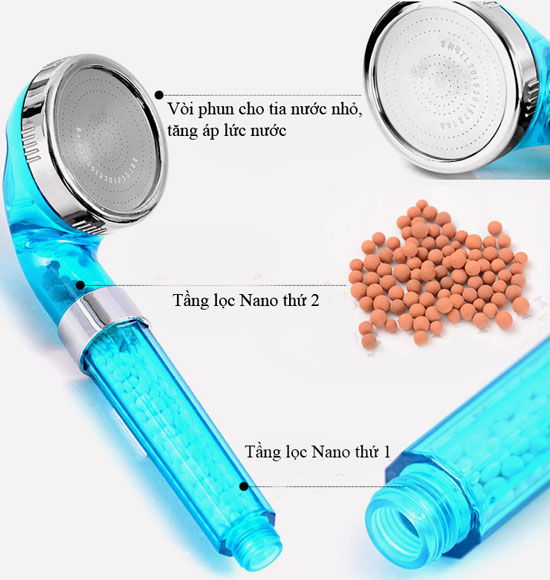 Vòi phun cho tia nước nhỏ,
tăng áp lức nước
Tầng lọc Nano thứ 2
Tầng lọc Nano thứ 1